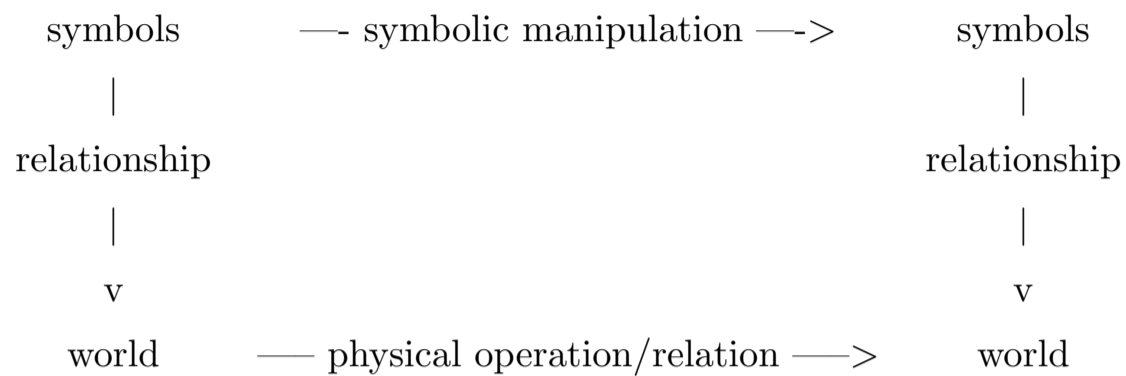 symbols —- symbolic manipulation —-> symbols
| |
relationship relationship
| |
v v
world —– physical operation/relation —–> world